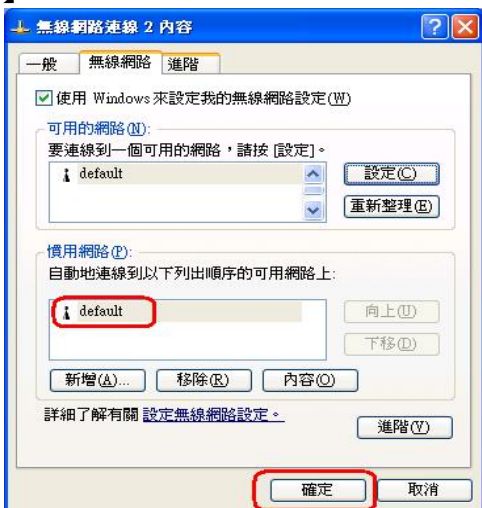 無線網路連線 2 內容
一般 無線網路 進階
使用 Windows 來設定我的無線網路設定(W)
可用的網路(N):
要連線到一個可用的網路，請按 [設定]。
default
設定(C)
重新整理(E)
慣用網路(P):
自動地連線到以下列出順序的可用網路上:
default
向上(U)
下移(D)
新增(A)... 移除(R) 內容(O)
詳細了解有關 設定無線網路設定。
進階(V)
確定 取消